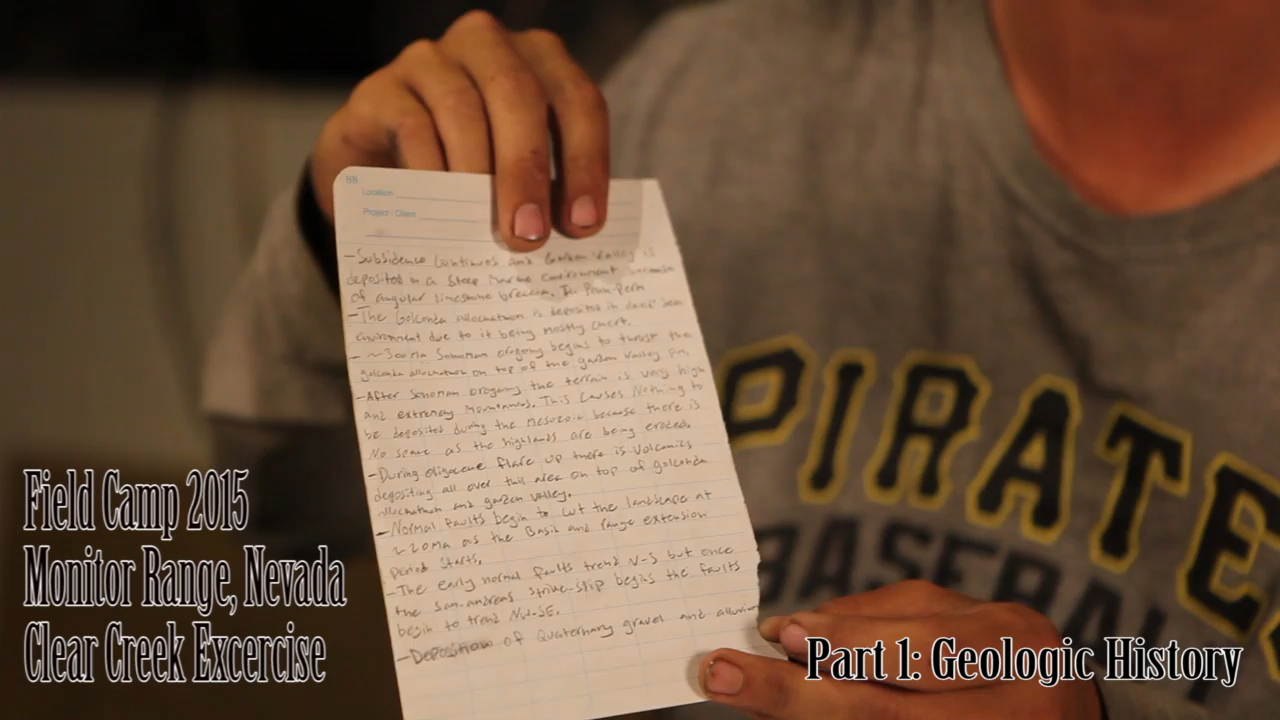 88
Location
Project / Client
- Subsidence continues and Garden Valley is
deposited in a steep Marine environment because
of angular limestone breccia. In Penn-Perm
- The Golconda allochathon is deposited in deep
environment due to it being mostly chert.
- ~300Ma Sonoman orogeny begins to thrust the
golconda allocathon on top of the garden valley fm.
- After Sonoman orogeny the terrain is very high
and extremely Mountainous. This causes Nothing to
be deposited during the Mesozoic because there is
No space as the highlands are being eroded.
- During oligocene flare up there is volcanics
depositing all over this area on top of golconda
allocathon and garden valley.
- Normal Faults begin to cut the landscape at
~20Ma as the Basin and range extension
period starts.
- The early normal faults trend N-S but once
the san-andreas strike-slip begins the faults
begin to trend NW-SE.
- Deposition of Quaternary gravel and alluvium
PIRATE
BASEBALL
Field Camp 2015
Monitor Range, Nevada
Clear Creek Excercise
Part 1: Geologic History